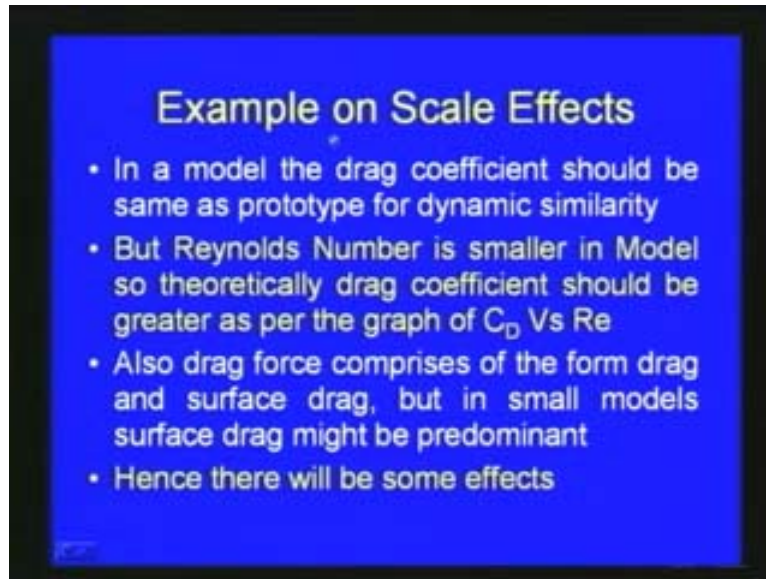 Example on Scale Effects
• In a model the drag coefficient should be
same as prototype for dynamic similarity
• But Reynolds Number is smaller in Model
so theoretically drag coefficient should be
greater as per the graph of C_D Vs Re
• Also drag force comprises of the form drag
and surface drag, but in small models
surface drag might be predominant
• Hence there will be some effects